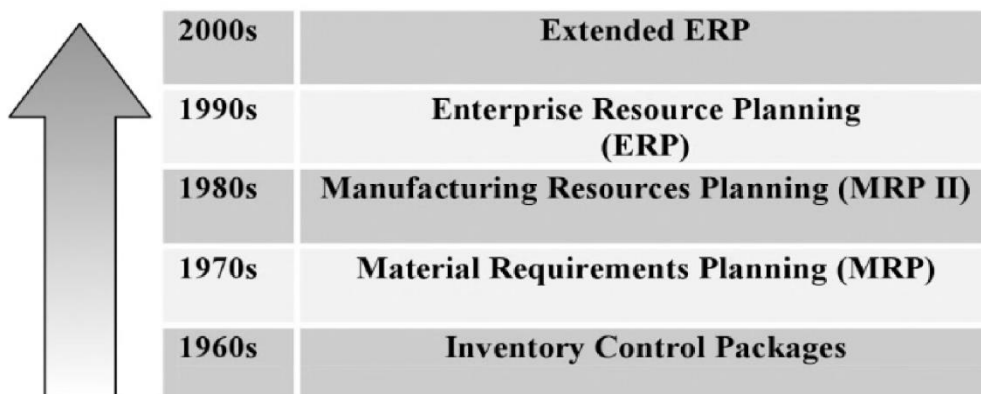 2000s Extended ERP
1990s Enterprise Resource Planning
(ERP)
1980s Manufacturing Resources Planning (MRP II)
1970s Material Requirements Planning (MRP)
1960s Inventory Control Packages